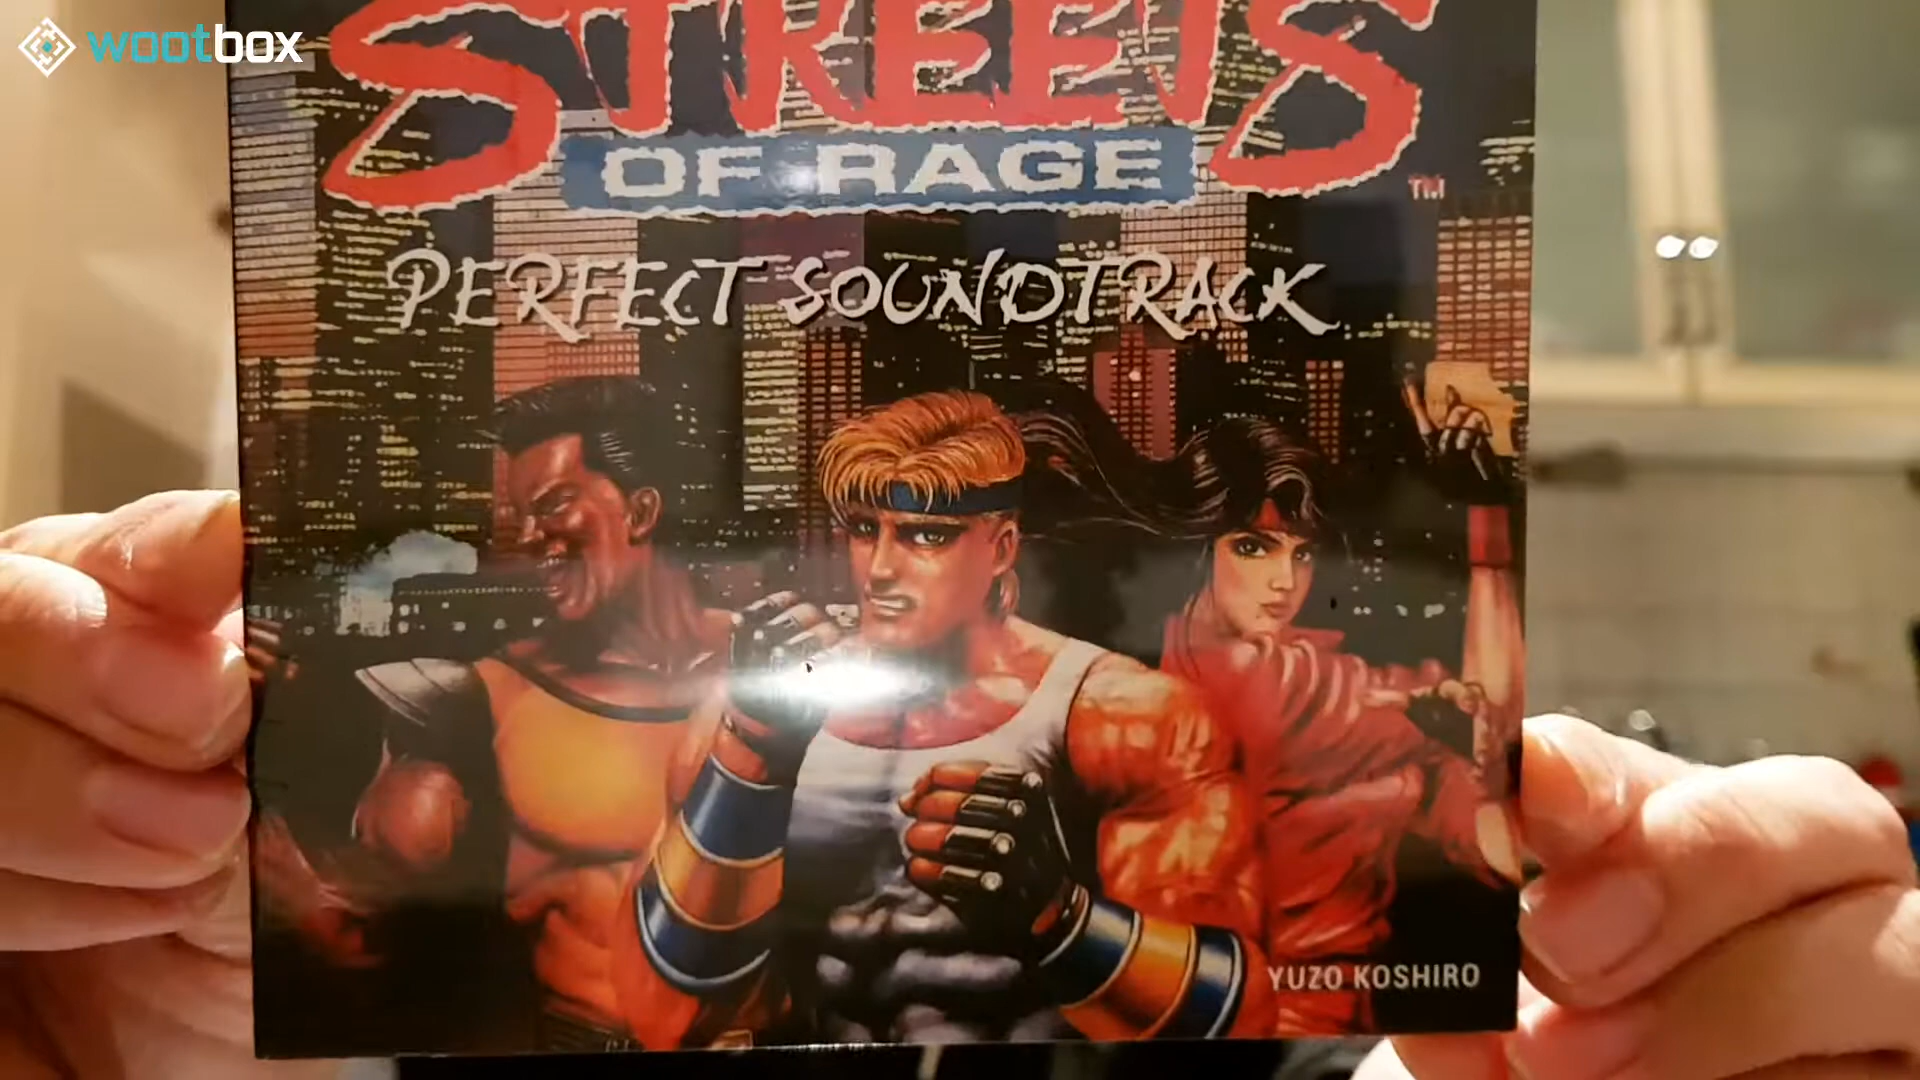 wootbox
STREETS
OF RAGE
TM
PERFECT SOUNDTRACK
YUZO KOSHIRO